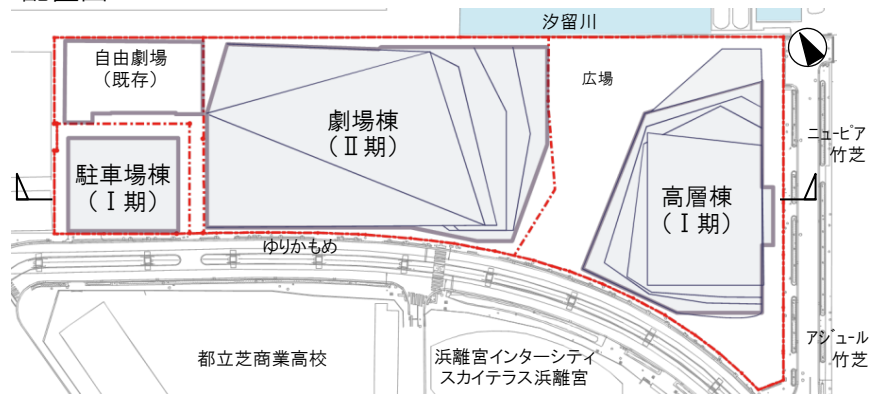 汐留川
自由劇場
（既存）
広場
劇場棟
（Ⅱ期）
ニューピア
竹芝
駐車場棟
（Ⅰ期）
高層棟
（Ⅰ期）
ゆりかもめ
アジュール
竹芝
都立芝商業高校
浜離宮インターシティ
スカイテラス浜離宮